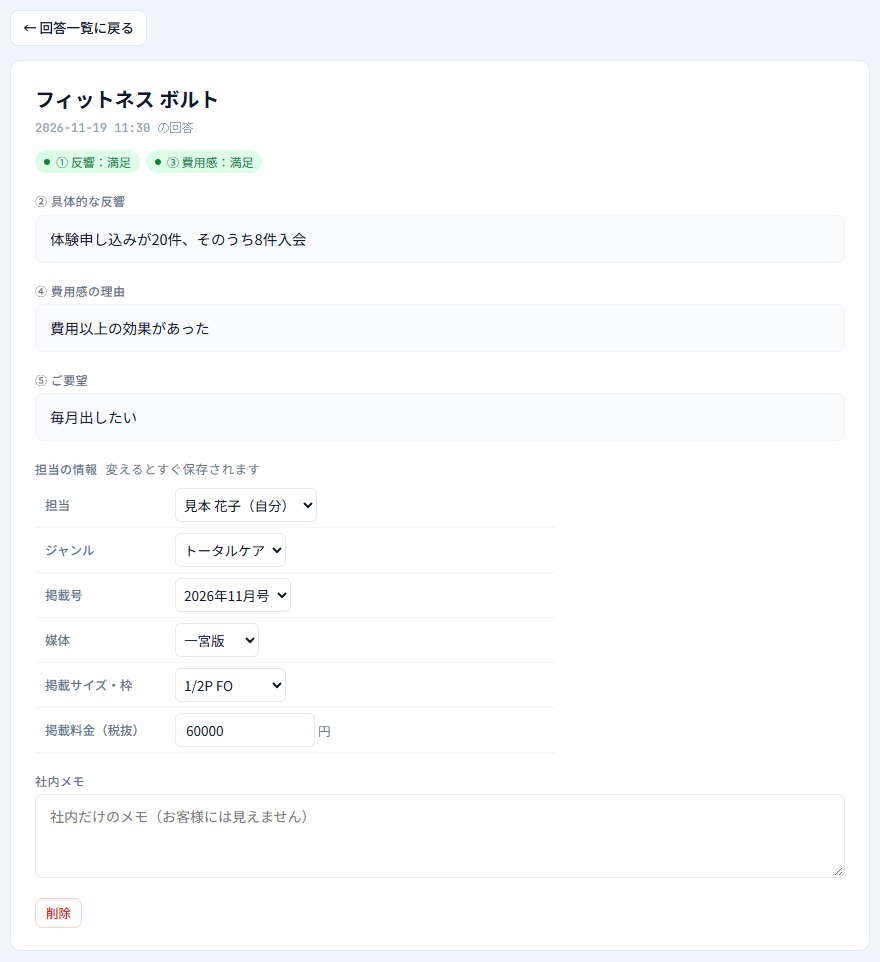 ← 回答一覧に戻る
フィットネス ボルト
2026-11-19 11:30 の回答
① 反響：満足 ③ 費用感：満足
② 具体的な反響
体験申し込みが20件、そのうち8件入会
④ 費用感の理由
費用以上の効果があった
⑤ ご要望
毎月出したい
担当の情報 変えるとすぐ保存されます
担当 見本 花子（自分）
ジャンル トータルケア
掲載号 2026年11月号
媒体 一宮版
掲載サイズ・枠 1/2P FO
掲載料金（税抜） 60000 円
社内メモ
社内だけのメモ（お客様には見えません）
削除